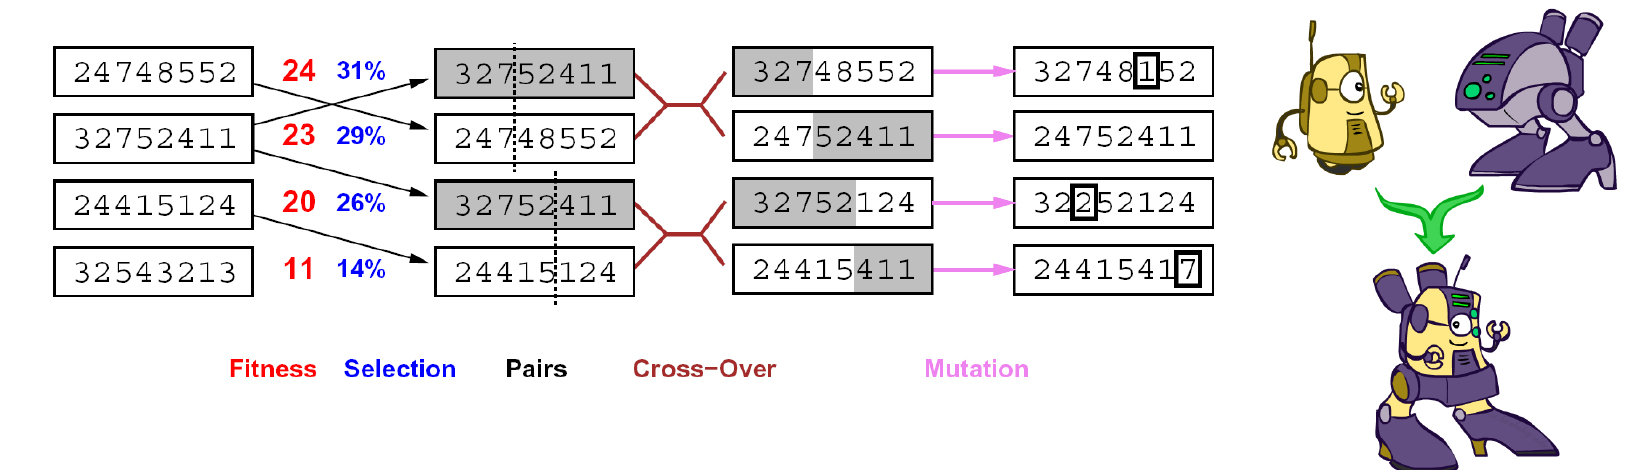 24748552 24 31% 32752411 32748552 32748152
32752411 23 29% 24748552 24752411 24752411
24415124 20 26% 32752411 32752124 32252124
32543213 11 14% 24415124 24415411 24415417
Fitness Selection Pairs Cross−Over Mutation